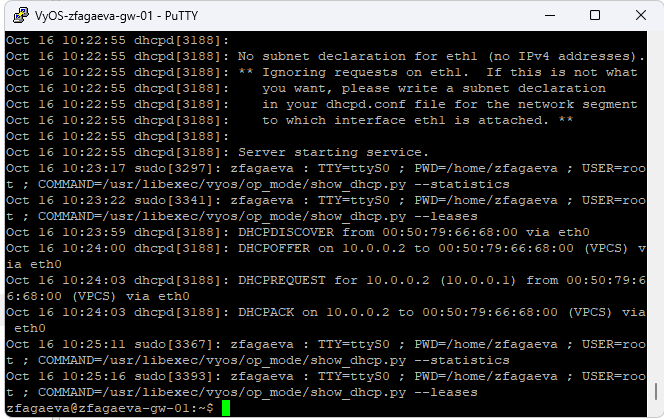 VyOS-zfagaeva-gw-01 - PuTTY
Oct 16 10:22:55 dhcpd[3188]:
Oct 16 10:22:55 dhcpd[3188]: No subnet declaration for eth1 (no IPv4 addresses).
Oct 16 10:22:55 dhcpd[3188]: ** Ignoring requests on eth1.  If this is not what
Oct 16 10:22:55 dhcpd[3188]:    you want, please write a subnet declaration
Oct 16 10:22:55 dhcpd[3188]:    in your dhcpd.conf file for the network segment
Oct 16 10:22:55 dhcpd[3188]:    to which interface eth1 is attached. **
Oct 16 10:22:55 dhcpd[3188]:
Oct 16 10:22:55 dhcpd[3188]: Server starting service.
Oct 16 10:23:17 sudo[3297]: zfagaeva : TTY=ttyS0 ; PWD=/home/zfagaeva ; USER=roo
t ; COMMAND=/usr/libexec/vyos/op_mode/show_dhcp.py --statistics
Oct 16 10:23:22 sudo[3341]: zfagaeva : TTY=ttyS0 ; PWD=/home/zfagaeva ; USER=roo
t ; COMMAND=/usr/libexec/vyos/op_mode/show_dhcp.py --leases
Oct 16 10:23:59 dhcpd[3188]: DHCPDISCOVER from 00:50:79:66:68:00 via eth0
Oct 16 10:24:00 dhcpd[3188]: DHCPOFFER on 10.0.0.2 to 00:50:79:66:68:00 (VPCS) v
ia eth0
Oct 16 10:24:03 dhcpd[3188]: DHCPREQUEST for 10.0.0.2 (10.0.0.1) from 00:50:79:6
6:68:00 (VPCS) via eth0
Oct 16 10:24:03 dhcpd[3188]: DHCPACK on 10.0.0.2 to 00:50:79:66:68:00 (VPCS) via
 eth0
Oct 16 10:25:11 sudo[3367]: zfagaeva : TTY=ttyS0 ; PWD=/home/zfagaeva ; USER=roo
t ; COMMAND=/usr/libexec/vyos/op_mode/show_dhcp.py --statistics
Oct 16 10:25:16 sudo[3393]: zfagaeva : TTY=ttyS0 ; PWD=/home/zfagaeva ; USER=roo
t ; COMMAND=/usr/libexec/vyos/op_mode/show_dhcp.py --leases
zfagaeva@zfagaeva-gw-01:~$